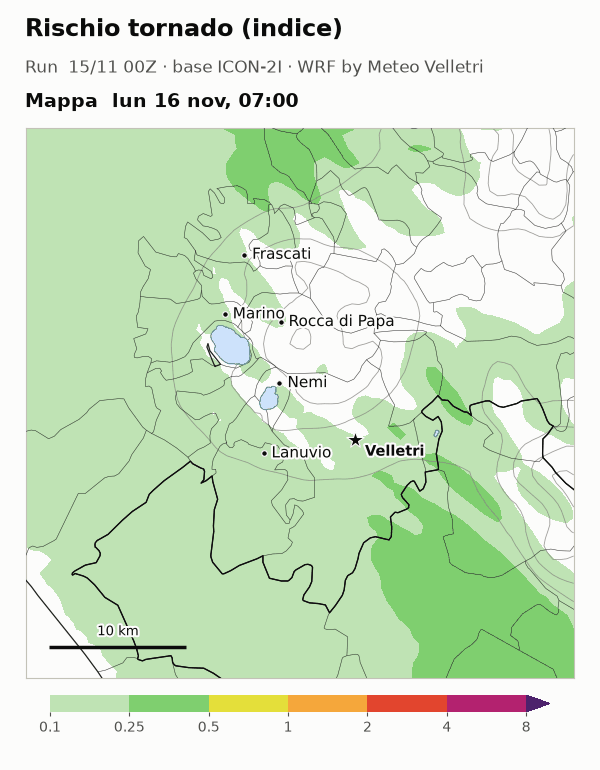 Rischio tornado (indice)
Run  15/11 00Z · base ICON-2I · WRF by Meteo Velletri
Mappa  lun 16 nov, 07:00
Frascati
Marino
Rocca di Papa
Nemi
Velletri
Lanuvio
10 km
0.1 0.25 0.5 1 2 4 8